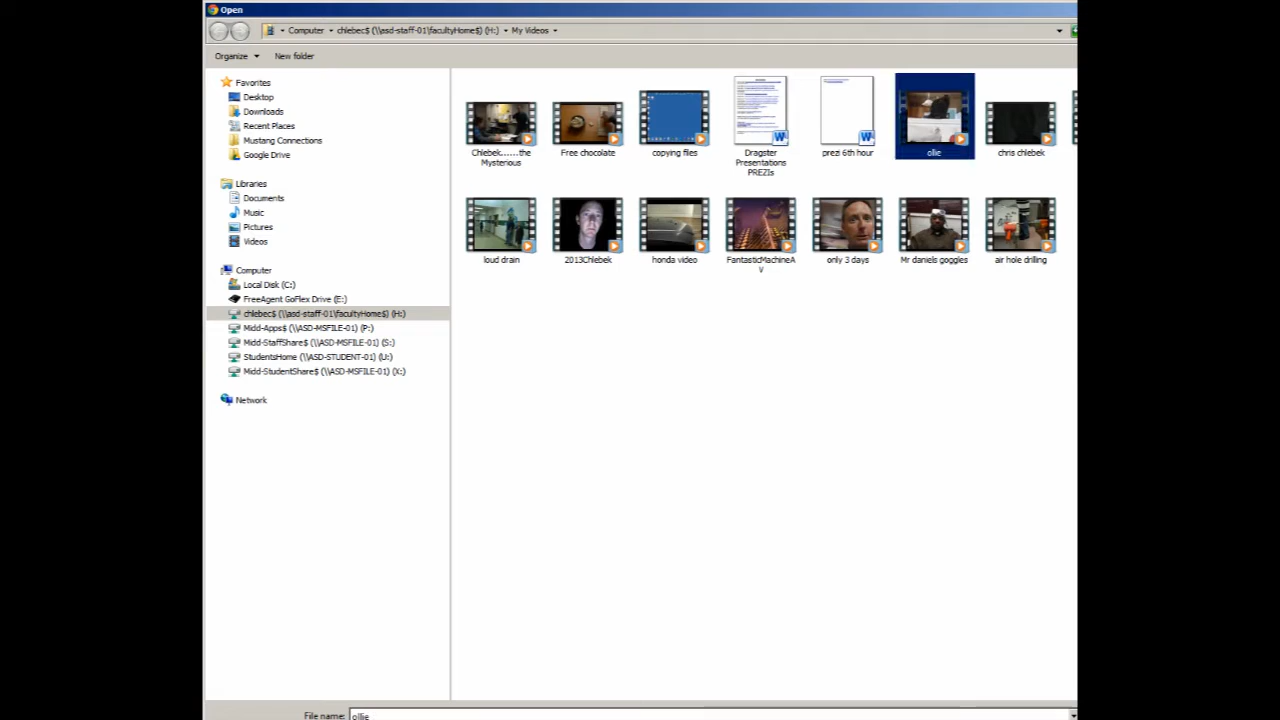 Open
Computer chlebec$ (\\asd-staff-01\facultyHome$) (H:) My Videos
Organize New folder
Favorites
Desktop
Downloads
Recent Places
Mustang Connections
Google Drive
Libraries
Documents
Music
Pictures
Videos
Computer
Local Disk (C:)
FreeAgent GoFlex Drive (E:)
chlebec$ (\\asd-staff-01\facultyHome$) (H:)
Midd-Apps$ (\\ASD-MSFILE-01) (P:)
Midd-StaffShare$ (\\ASD-MSFILE-01) (S:)
StudentsHome (\\ASD-STUDENT-01) (U:)
Midd-StudentShare$ (\\ASD-MSFILE-01) (X:)
Network
Chlebek......the
Mysterious
Free chocolate
copying files
Dragster
Presentations
PREZIs
prezi 6th hour
ollie
chris chlebek
loud drain
2013Chlebek
honda video
FantasticMachineA
V
only 3 days
Mr daniels goggles
air hole drilling
File name: ollie